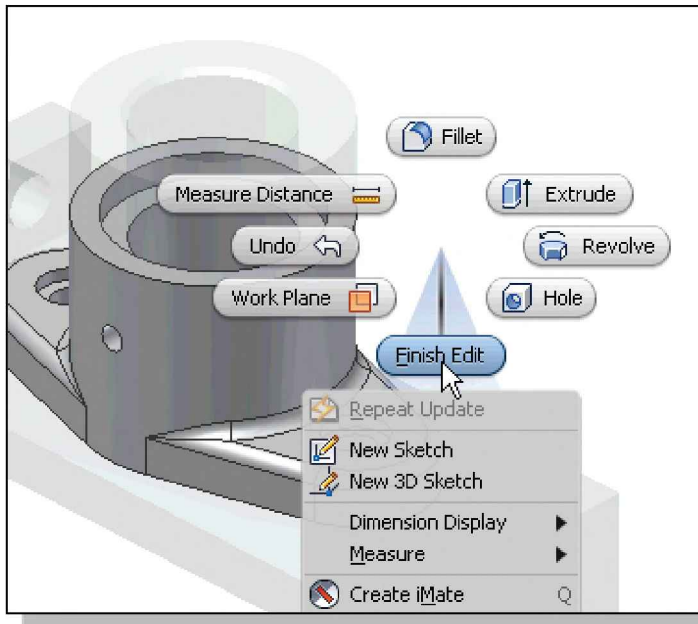 Fillet
Measure Distance
Extrude
Undo
Revolve
Work Plane
Hole
Finish Edit
Repeat Update
New Sketch
New 3D Sketch
Dimension Display
Measure
Create iMate Q